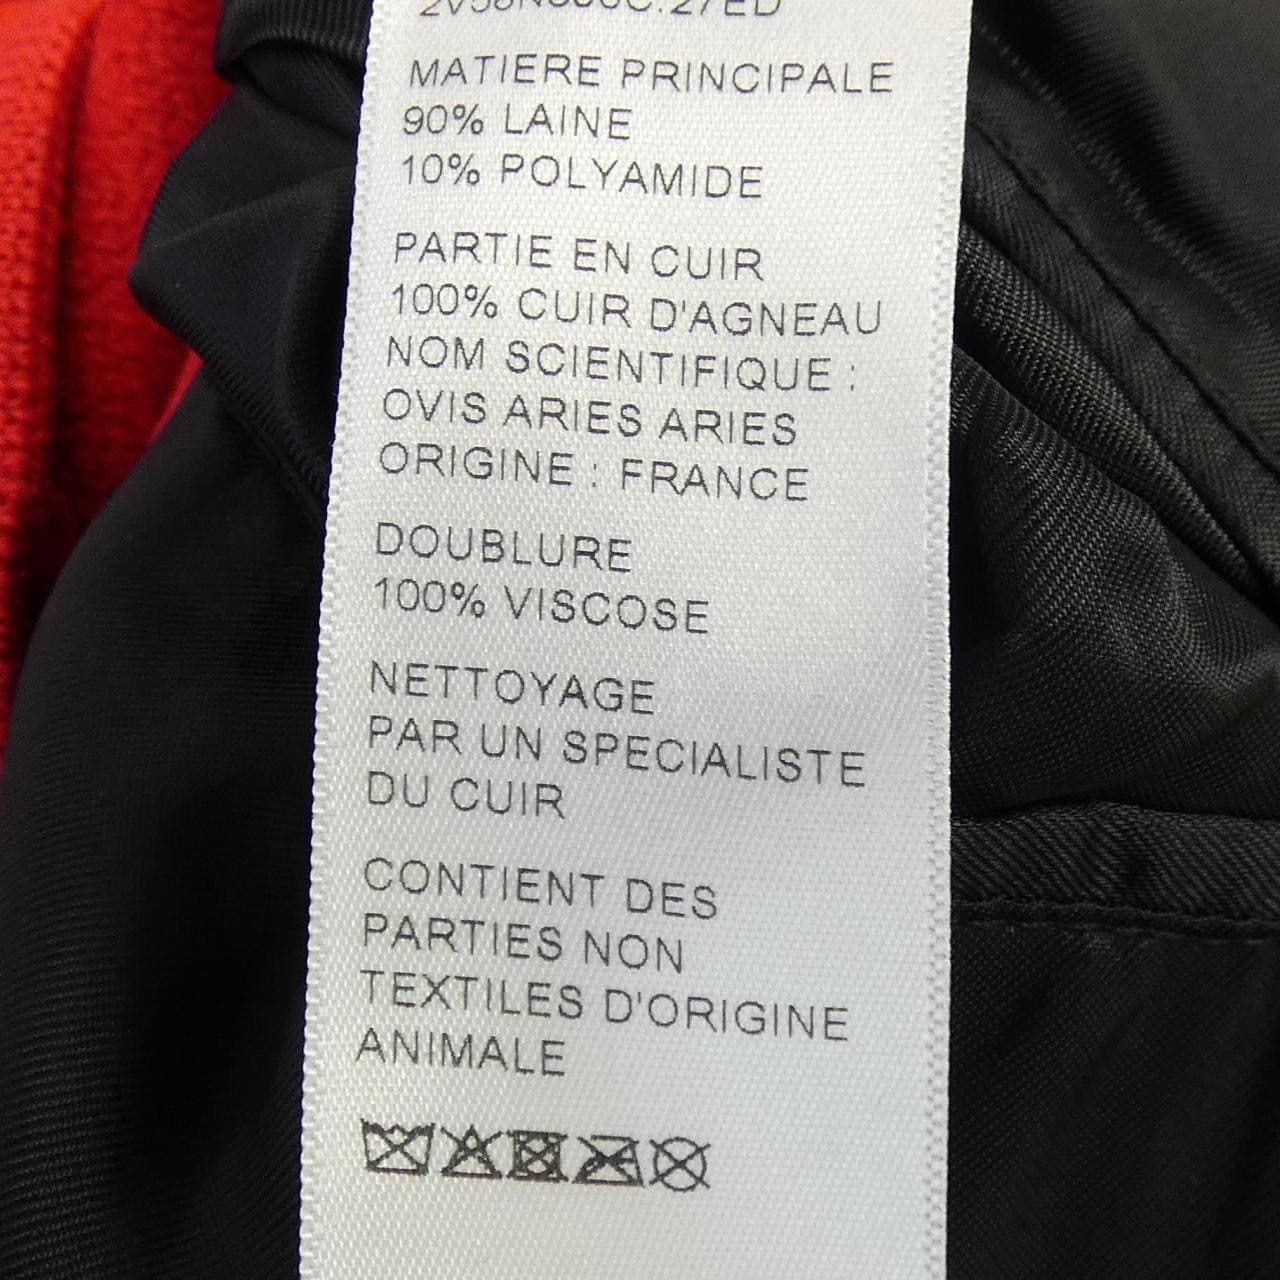 MATIERE PRINCIPALE
90% LAINE
10% POLYAMIDE
PARTIE EN CUIR
100% CUIR D'AGNEAU
NOM SCIENTIFIQUE :
OVIS ARIES ARIES
ORIGINE : FRANCE
DOUBLURE
100% VISCOSE
NETTOYAGE
PAR UN SPECIALISTE
DU CUIR
CONTIENT DES
PARTIES NON
TEXTILES D'ORIGINE
ANIMALE